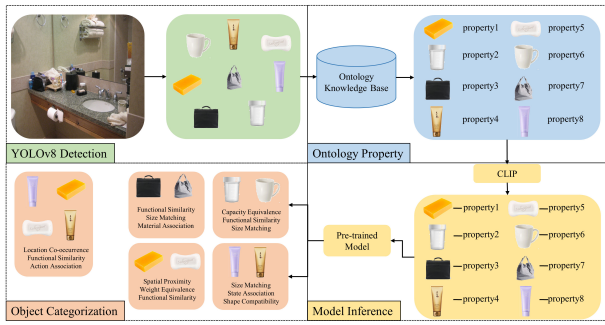 property1
property5
property2
property6
property3
property7
property4
property8
Ontology
Knowledge Base
YOLOv8 Detection
Ontology Property
CLIP
property1
property5
property2
property6
property3
property7
property4
property8
Pre-trained
Model
Functional Similarity
Size Matching
Material Association
Capacity Equivalence
Functional Similarity
Size Matching
Location Co-occurrence
Functional Similarity
Action Association
Spatial Proximity
Weight Equivalence
Functional Similarity
Size Matching
State Association
Shape Compatibility
Object Categorization
Model Inference